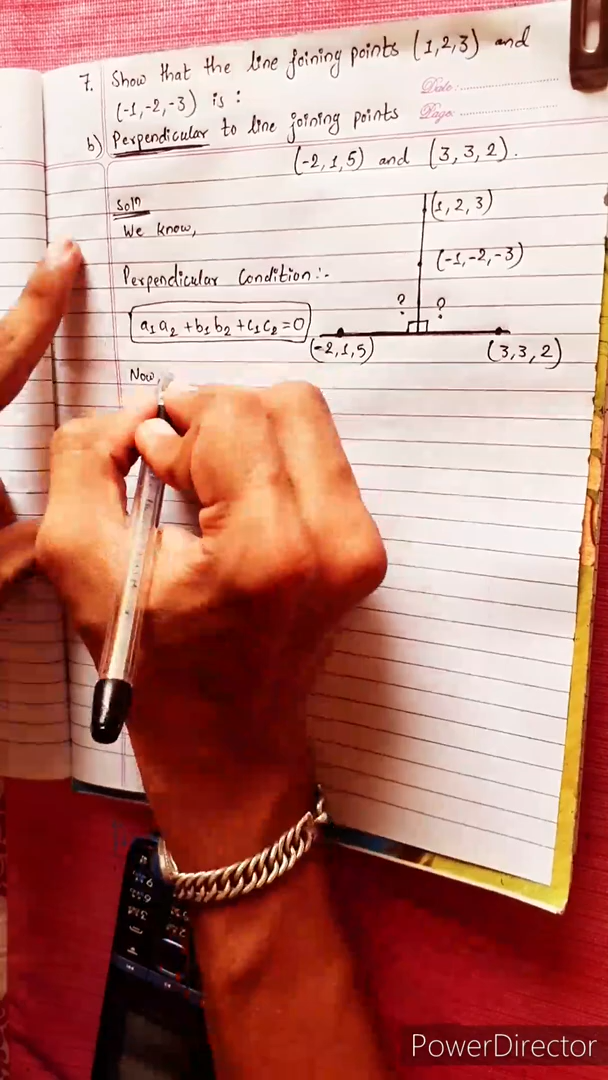 7. Show that the line joining points (1,2,3) and
(-1,-2,-3) is :
Date:
b) Perpendicular to line joining points
Page:
(-2,1,5) and (3,3,2).
Soln
We know,
(1,2,3)
(-1,-2,-3)
Perpendicular Condition:-
? ?
a₁a₂+b₁b₂+c₁c₂=0
(-2,1,5) (3,3,2)
Now,
PowerDirector